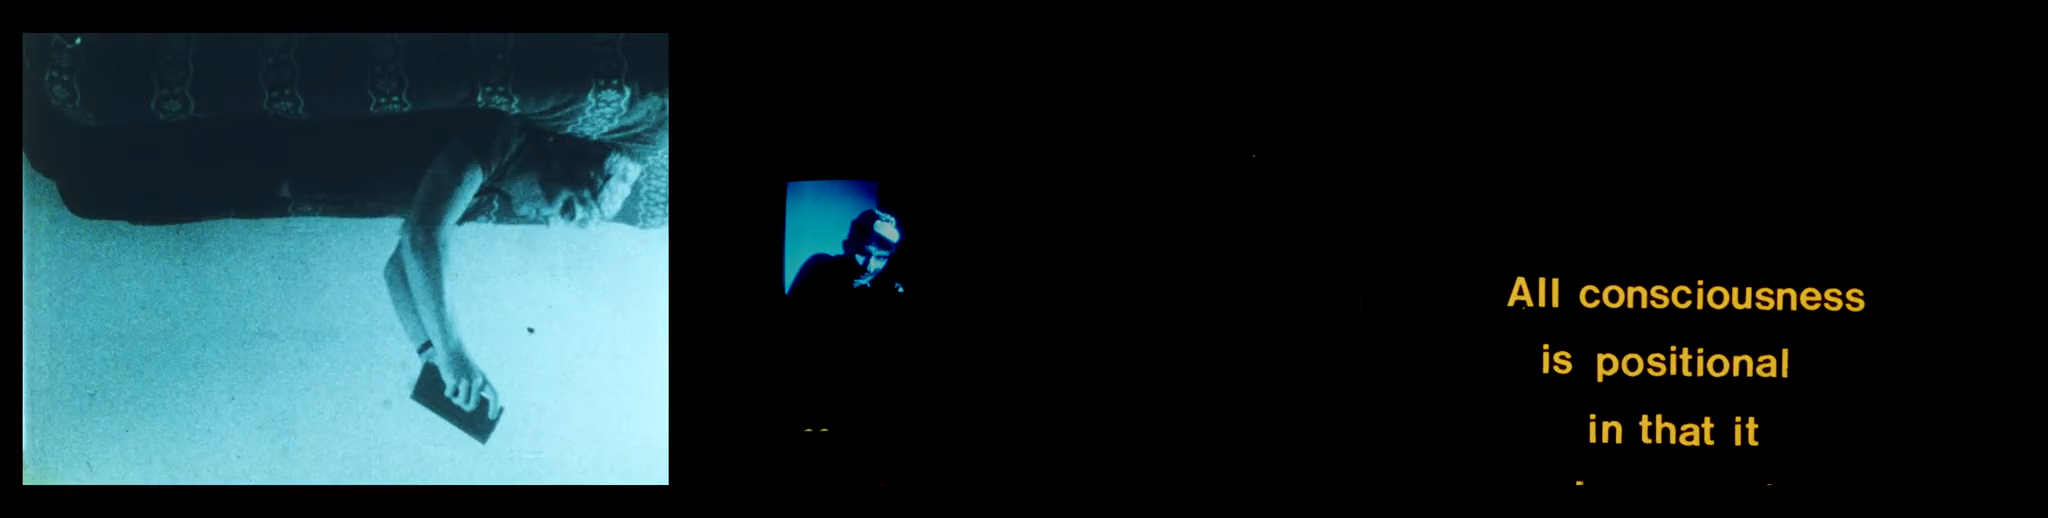 All consciousness
is positional
in that it